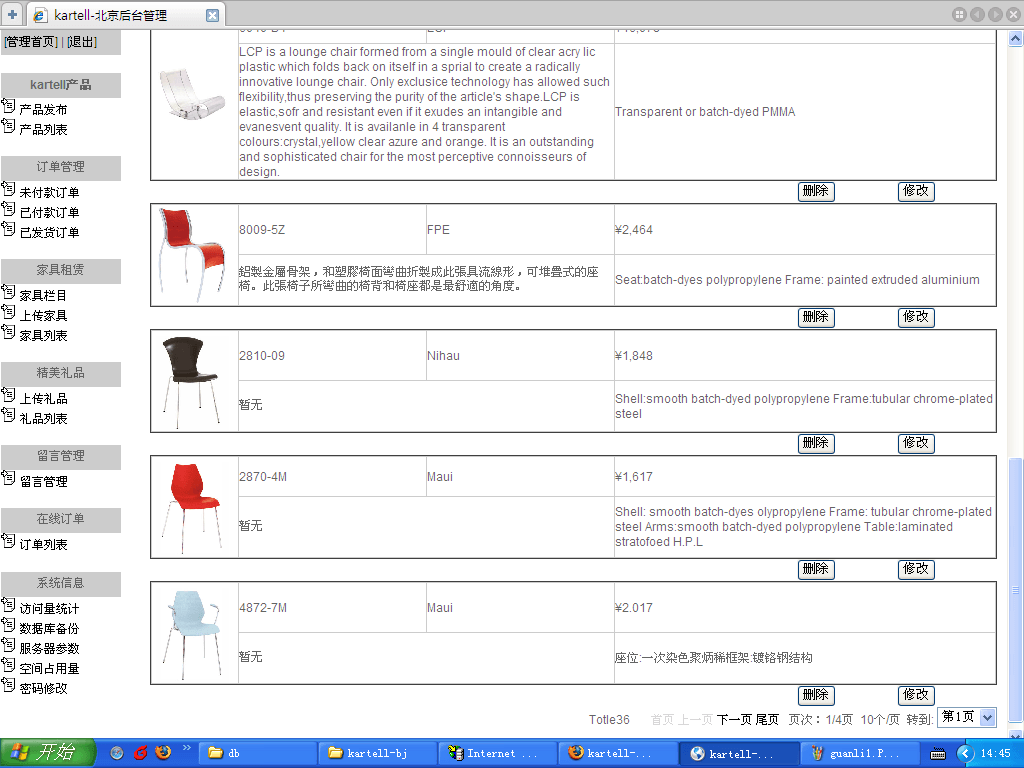 kartell-北京后台管理
[管理首页] | [退出]
kartell产品
产品发布
产品列表
订单管理
未付款订单
已付款订单
已发货订单
家具租赁
家具栏目
上传家具
家具列表
精美礼品
上传礼品
礼品列表
留言管理
留言管理
在线订单
订单列表
系统信息
访问量统计
数据库备份
服务器参数
空间占用量
密码修改
LCP is a lounge chair formed from a single mould of clear acry lic
plastic which folds back on itself in a sprial to create a radically
innovative lounge chair. Only exclusice technology has allowed such
flexibility,thus preserving the purity of the article's shape.LCP is
elastic,sofr and resistant even if it exudes an intangible and
evanesvent quality. It is availanle in 4 transparent
colours:crystal,yellow clear azure and orange. It is an outstanding
and sophisticated chair for the most perceptive connoisseurs of
design.
Transparent or batch-dyed PMMA
删除 修改
8009-5Z FPE ¥2,464
鋁製金屬骨架，和塑膠椅面彎曲折製成此張具流線形，可堆疊式的座
椅。此張椅子所彎曲的椅背和椅座都是最舒適的角度。
Seat:batch-dyes polypropylene Frame: painted extruded aluminium
删除 修改
2810-09 Nihau ¥1,848
暂无
Shell:smooth batch-dyed polypropylene Frame:tubular chrome-plated
steel
删除 修改
2870-4M Maui ¥1,617
暂无
Shell: smooth batch-dyes olypropylene Frame: tubular chrome-plated
steel Arms:smooth batch-dyed polypropylene Table:laminated
stratofoed H.P.L
删除 修改
4872-7M Maui ¥2.017
暂无
座位:一次染色聚炳稀框架:镀铬钢结构
删除 修改
Totle36 首页 上一页 下一页 尾页 页次：1/4页 10个/页 转到: 第1页
开始 » db kartell-bj Internet ... kartell-... kartell-... guanli1.P... 14:45